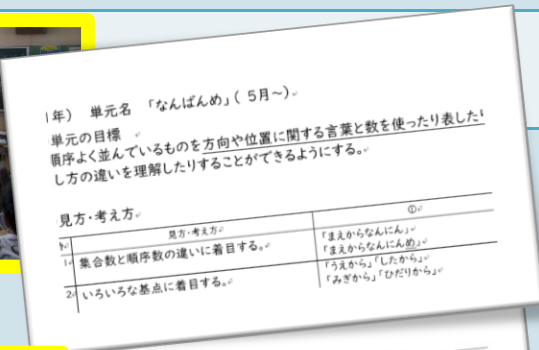 1年) 単元名 「なんばんめ」( 5月~)
単元の目標
順序よく並んでいるものを方向や位置に関する言葉と数を使ったり表した
し方の違いを理解したりすることができるようにする。
見方・考え方
見方・考え方 ①
1 集合数と順序数の違いに着目する。 「まえからなんにん」
「まえからなんにんめ」
2 いろいろな基点に着目する。 「うえから」「したから」
「みぎから」「ひだりから」